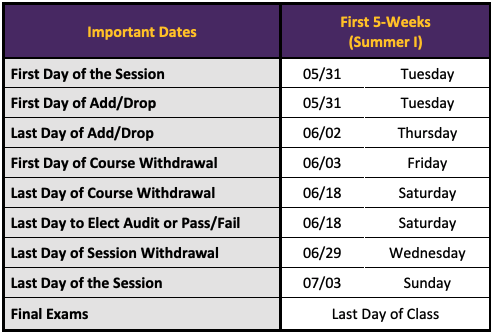 Important Dates First 5-Weeks
(Summer I)
First Day of the Session 05/31 Tuesday
First Day of Add/Drop 05/31 Tuesday
Last Day of Add/Drop 06/02 Thursday
First Day of Course Withdrawal 06/03 Friday
Last Day of Course Withdrawal 06/18 Saturday
Last Day to Elect Audit or Pass/Fail 06/18 Saturday
Last Day of Session Withdrawal 06/29 Wednesday
Last Day of the Session 07/03 Sunday
Final Exams Last Day of Class